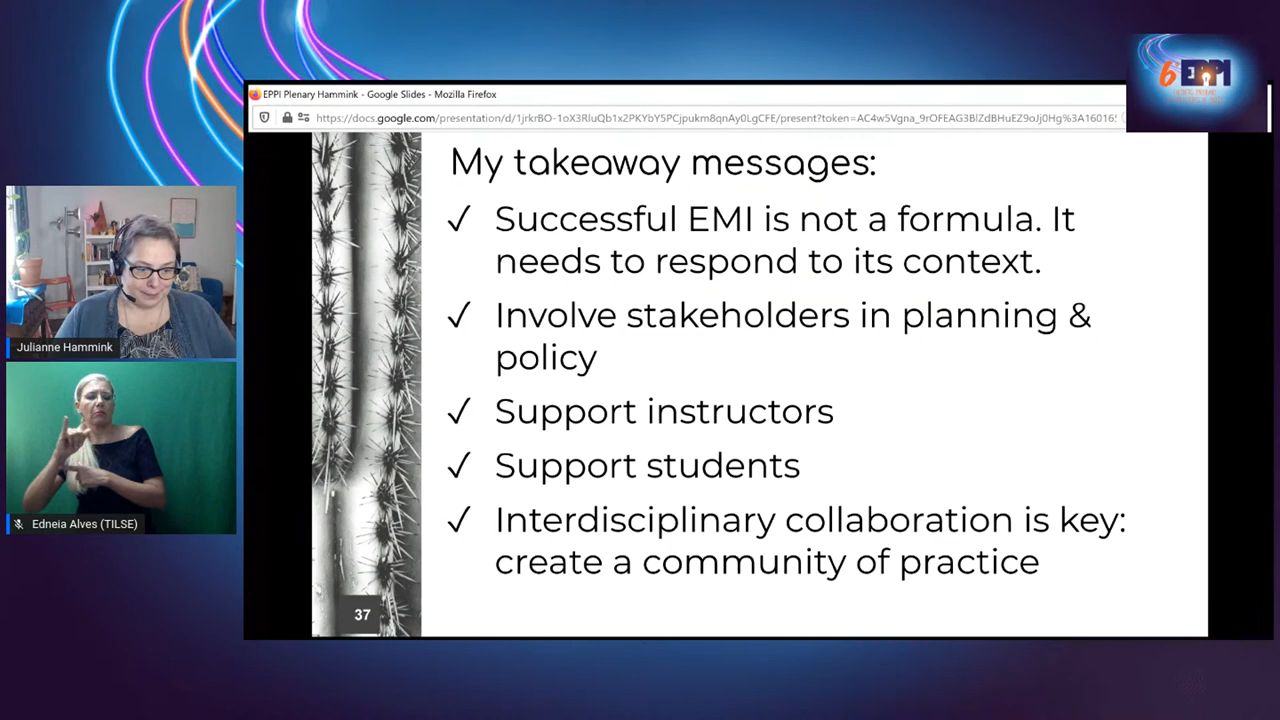 6EPPI
EPPI Plenary Hammink - Google Slides - Mozilla Firefox
My takeaway messages:
✓ Successful EMI is not a formula. It
needs to respond to its context.
✓ Involve stakeholders in planning &
policy
✓ Support instructors
✓ Support students
✓ Interdisciplinary collaboration is key:
create a community of practice
37
Julianne Hammink
Edneia Alves (TILSE)